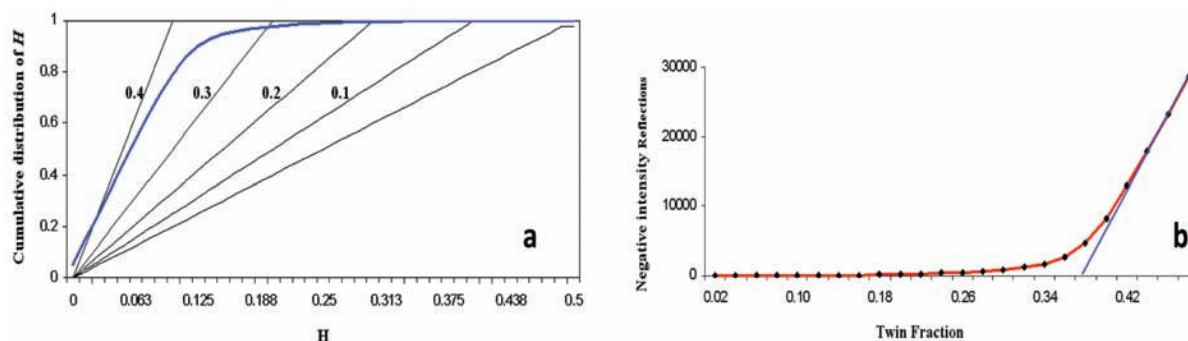 1
0.8
0.6
0.4
0.2
0
Cumulative distribution of H
0.4
0.3
0.2
0.1
a
0 0.063 0.125 0.188 0.25 0.313 0.375 0.438 0.5
H
30000
20000
10000
0
Negative intensity Reflections
b
0.02 0.10 0.18 0.26 0.34 0.42
Twin Fraction